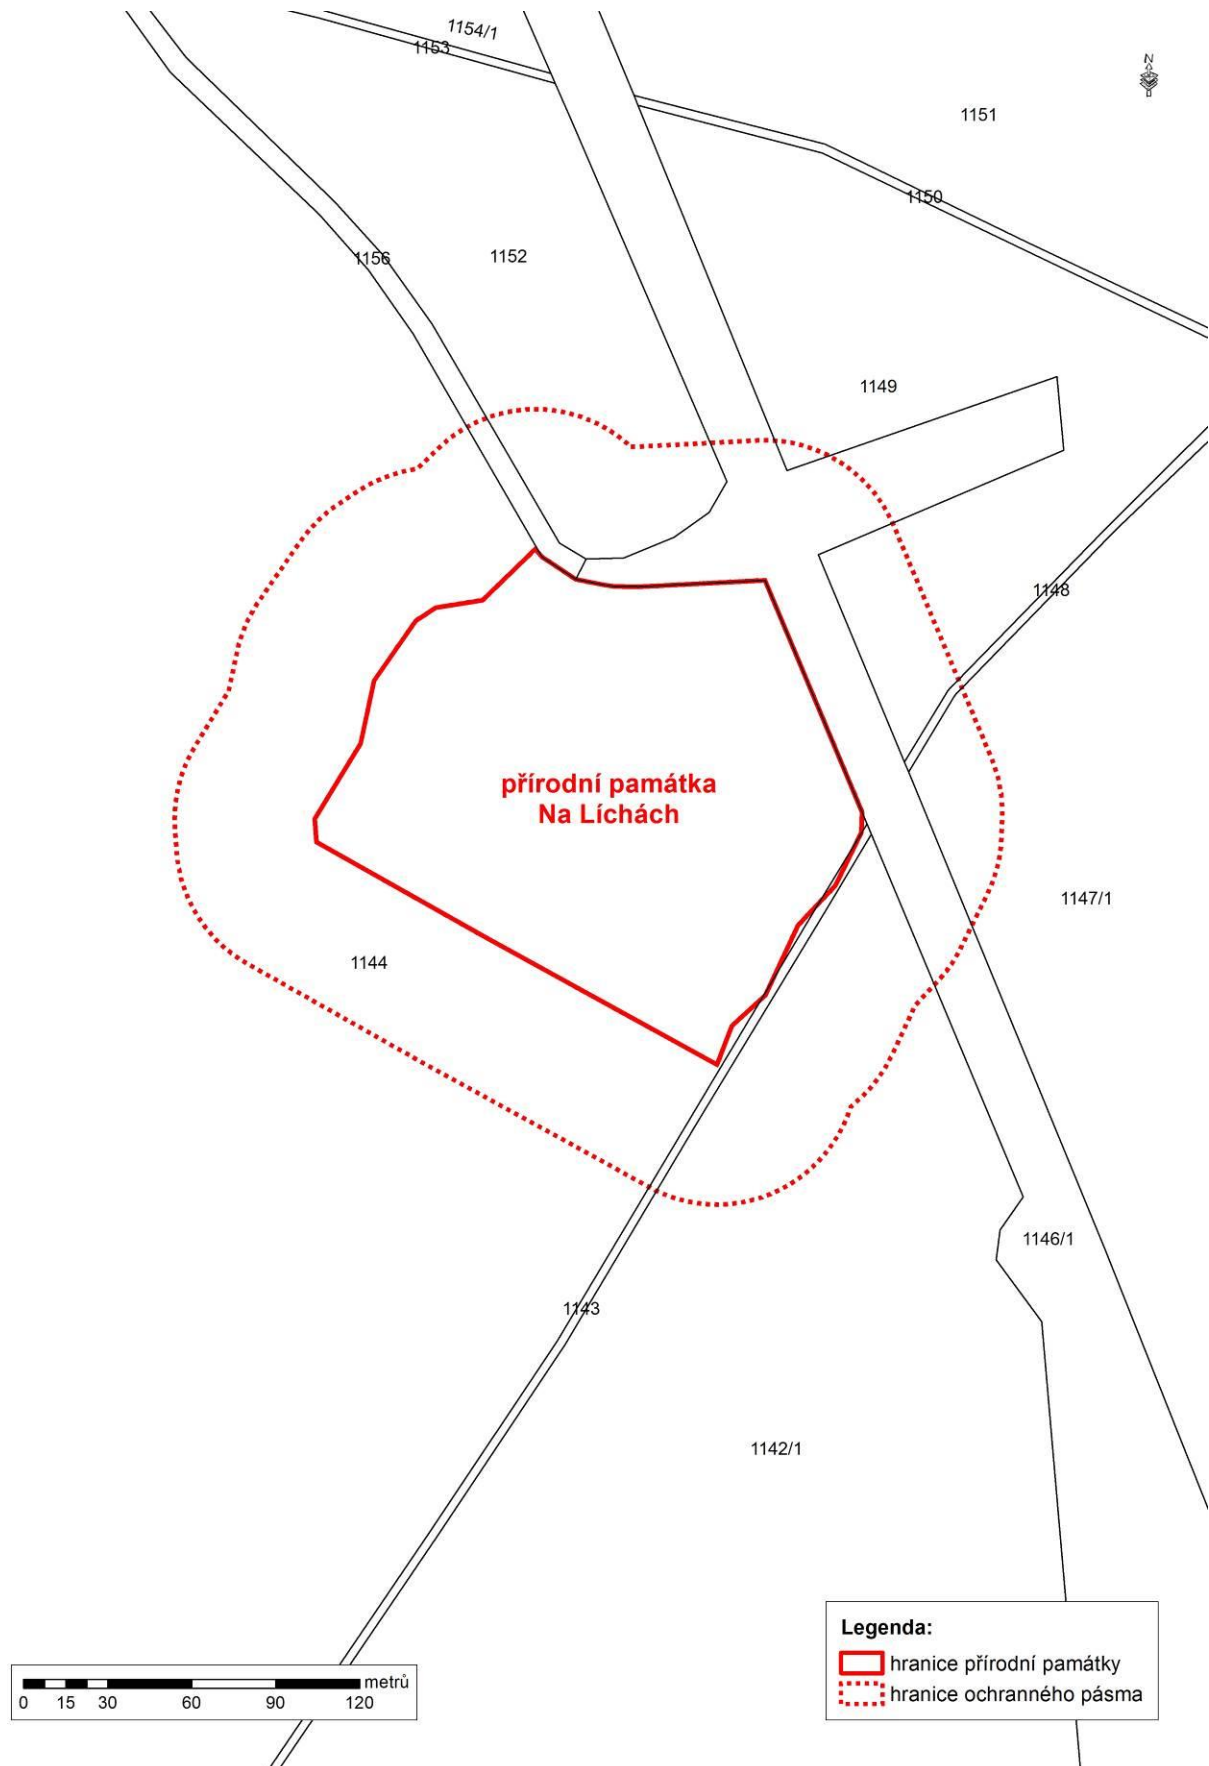 1154/1
1153
N
1151
1150
1152
1156
1149
1148
přírodní památka
Na Líchách
1147/1
1144
1146/1
1143
1142/1
Legenda:
hranice přírodní památky
hranice ochranného pásma
metrů
0 15 30 60 90 120